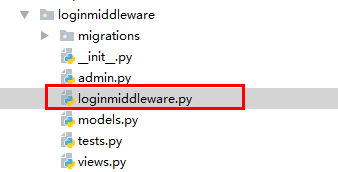 loginmiddleware
migrations
__init__.py
admin.py
loginmiddleware.py
models.py
tests.py
views.py